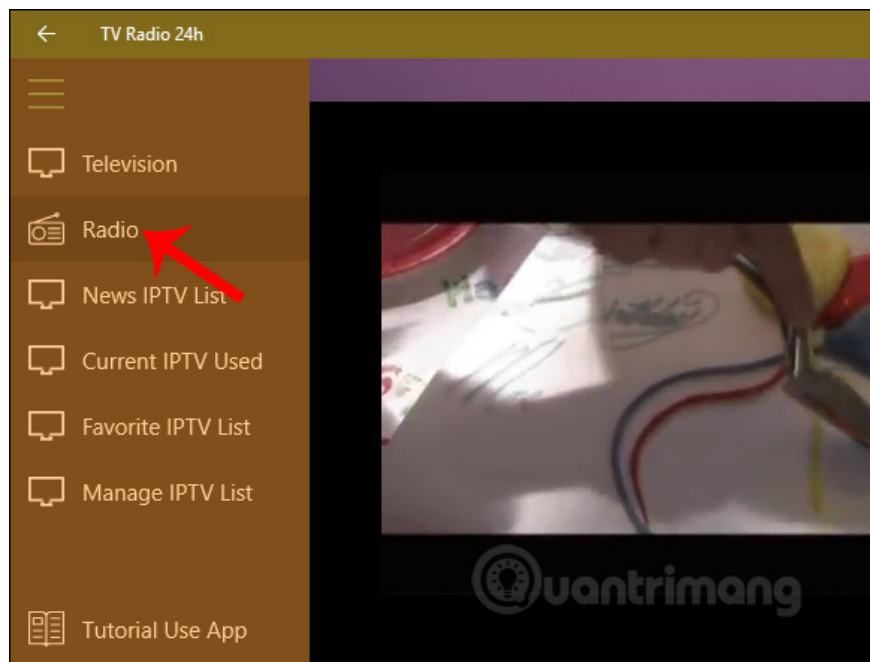 TV Radio 24h
Television
Radio
News IPTV List
Current IPTV Used
Favorite IPTV List
Manage IPTV List
Tutorial Use App
Quantrimang